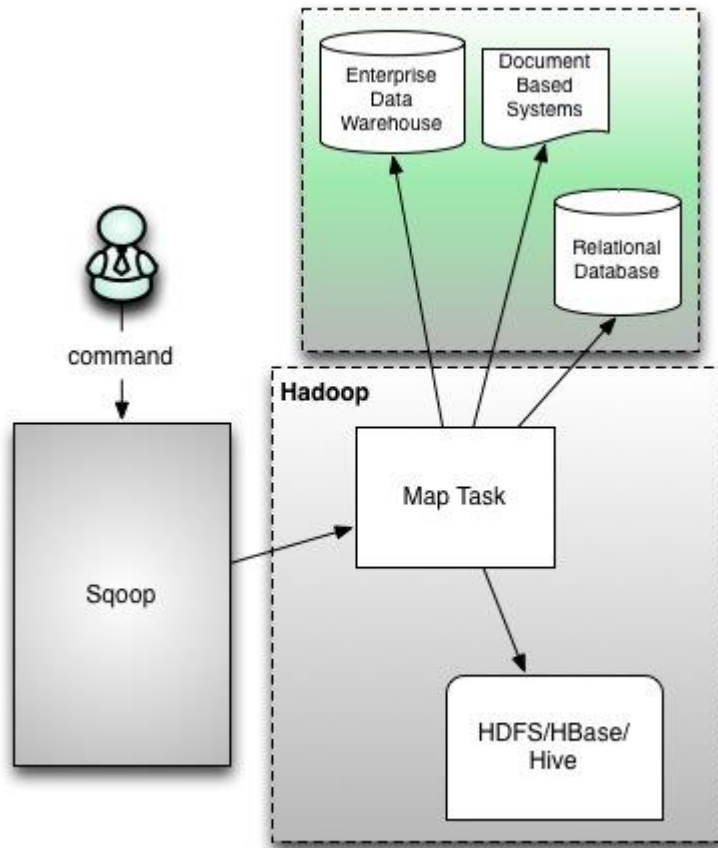 Enterprise
Data
Warehouse
Document
Based
Systems
Relational
Database
command
Hadoop
Map Task
Sqoop
HDFS/HBase/
Hive